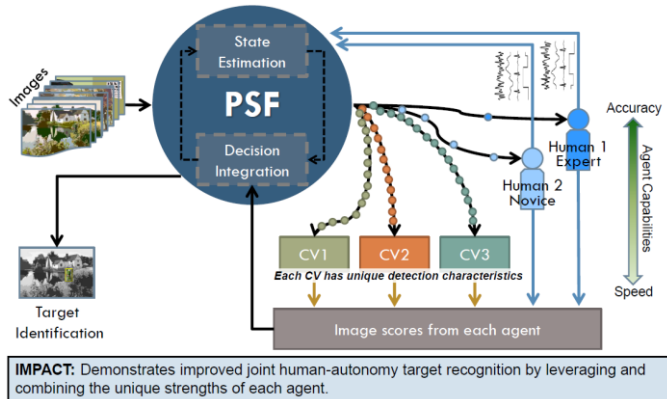 Images
State
Estimation
PSF
Decision
Integration
Accuracy
Human 1
Expert
Human 2
Novice
Agent Capabilities
CV1
CV2
CV3
Each CV has unique detection characteristics
Speed
Target
Identification
Image scores from each agent
IMPACT: Demonstrates improved joint human-autonomy target recognition by leveraging and
combining the unique strengths of each agent.